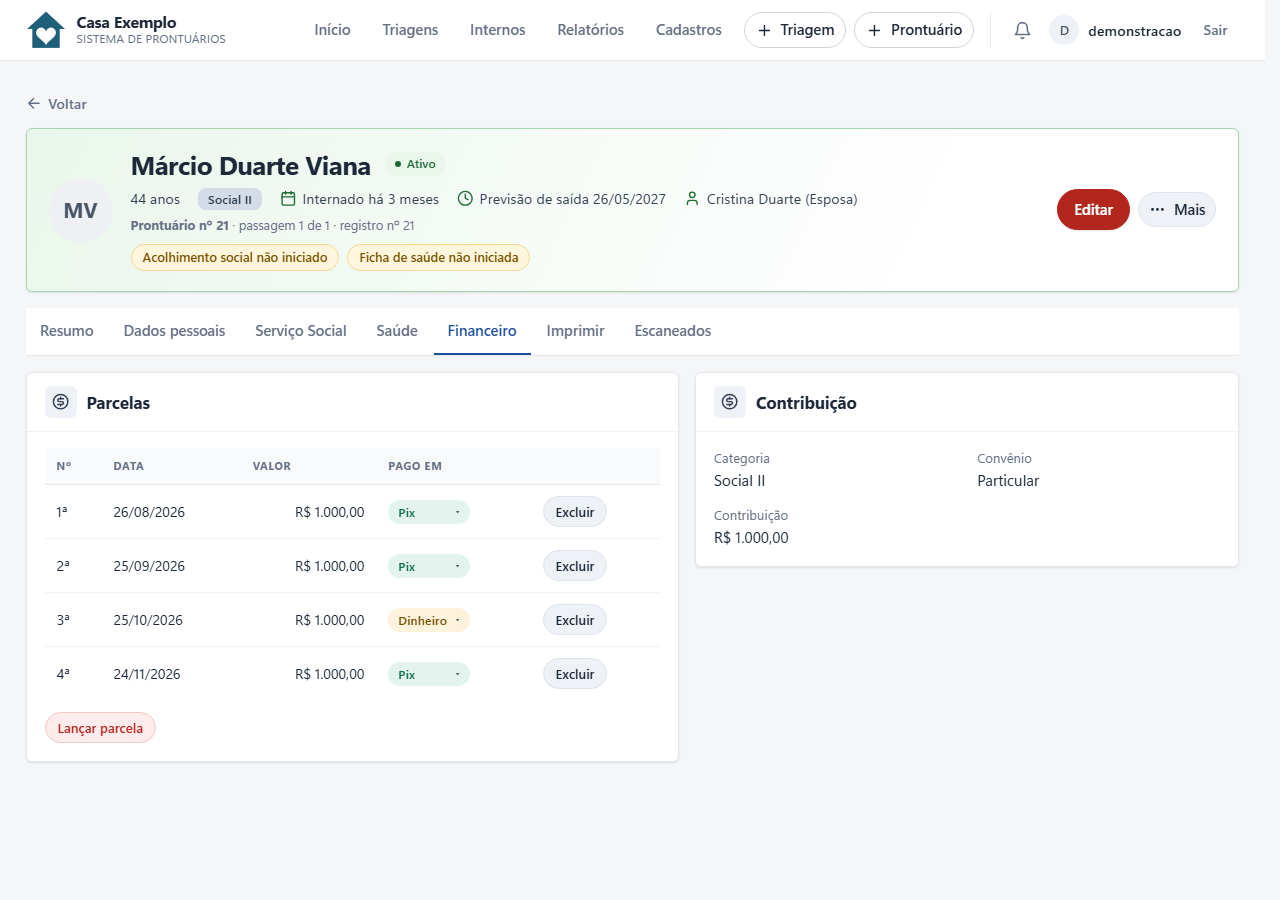 Casa Exemplo
SISTEMA DE PRONTUÁRIOS
Início Triagens Internos Relatórios Cadastros + Triagem + Prontuário D demonstracao Sair
← Voltar
MV
Márcio Duarte Viana • Ativo
44 anos Social II Internado há 3 meses Previsão de saída 26/05/2027 Cristina Duarte (Esposa)
Prontuário nº 21 · passagem 1 de 1 · registro nº 21
Acolhimento social não iniciado Ficha de saúde não iniciada
Editar ··· Mais
Resumo Dados pessoais Serviço Social Saúde Financeiro Imprimir Escaneados
Parcelas
Nº DATA VALOR PAGO EM
1ª 26/08/2026 R$ 1.000,00 Pix Excluir
2ª 25/09/2026 R$ 1.000,00 Pix Excluir
3ª 25/10/2026 R$ 1.000,00 Dinheiro Excluir
4ª 24/11/2026 R$ 1.000,00 Pix Excluir
Lançar parcela
Contribuição
Categoria Convênio
Social II Particular
Contribuição
R$ 1.000,00